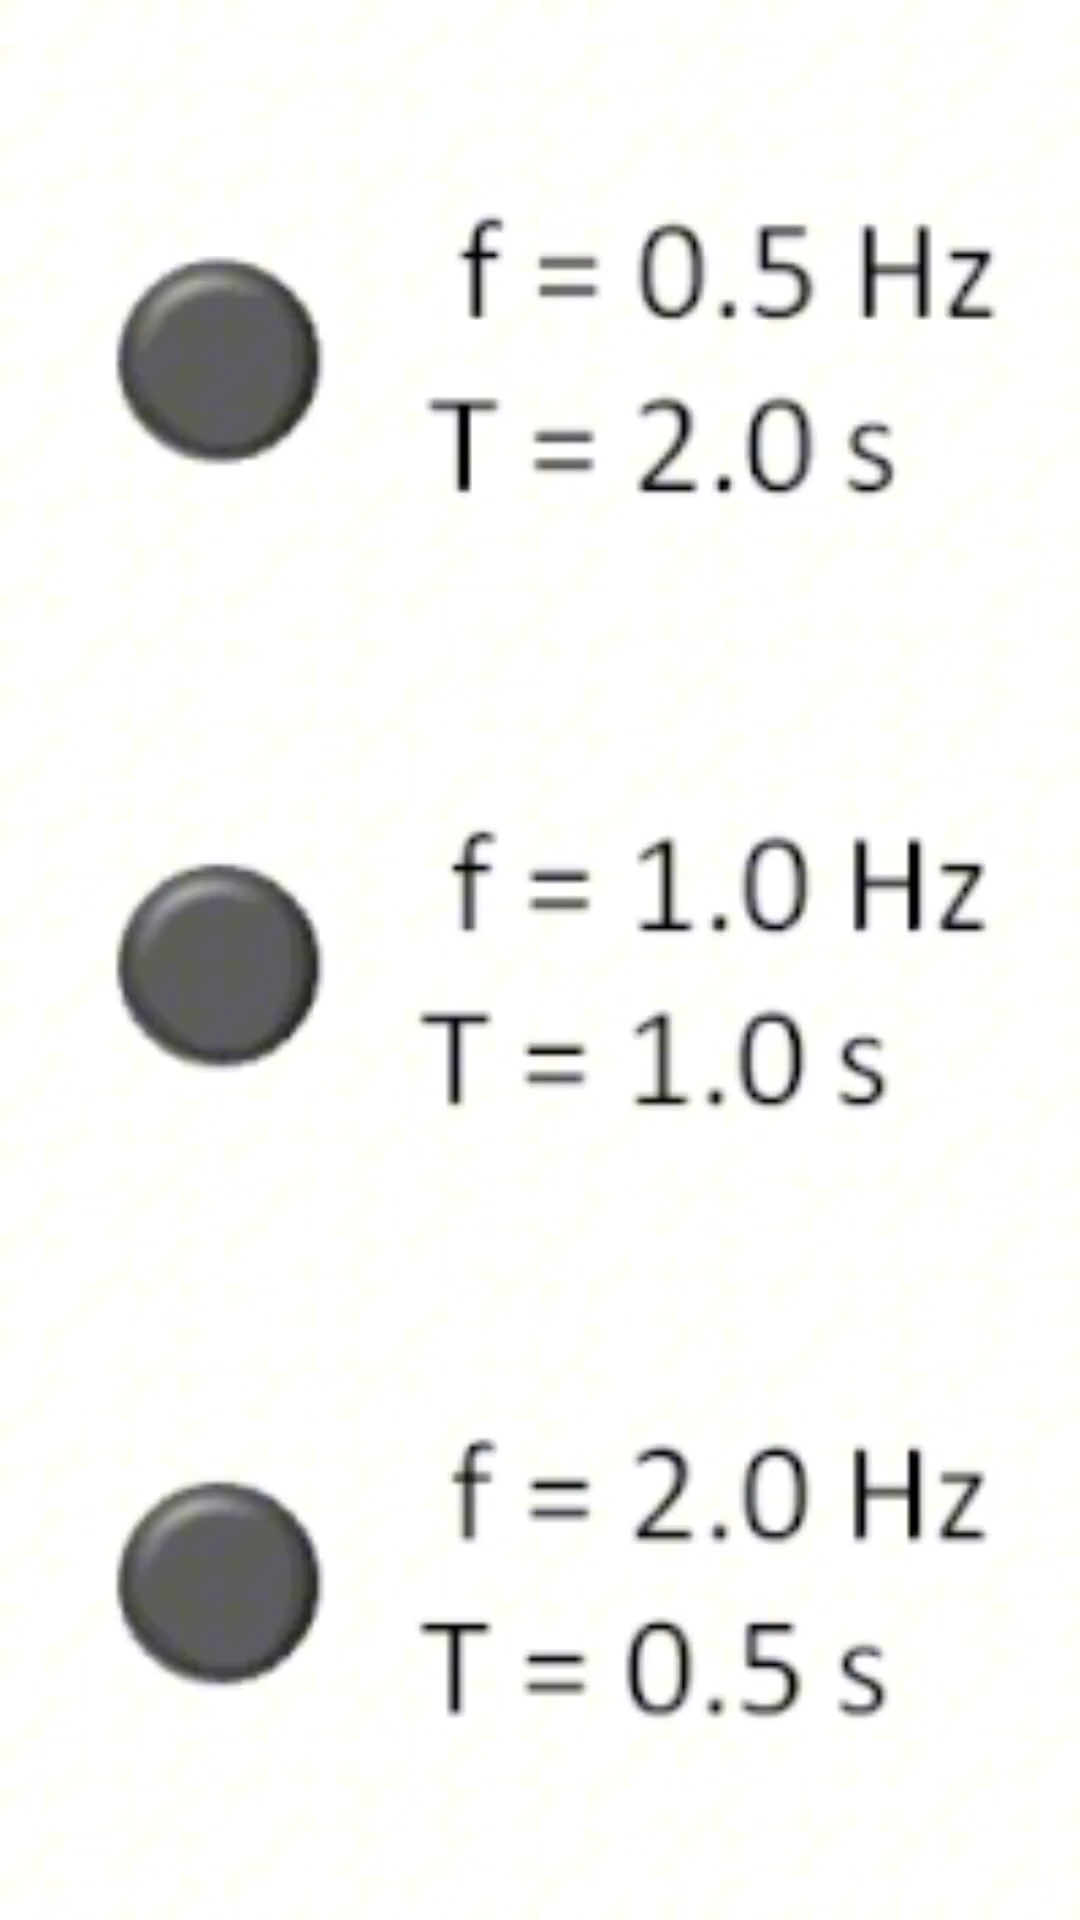 f = 0.5 Hz
T = 2.0 s
f = 1.0 Hz
T = 1.0 s
f = 2.0 Hz
T = 0.5 s